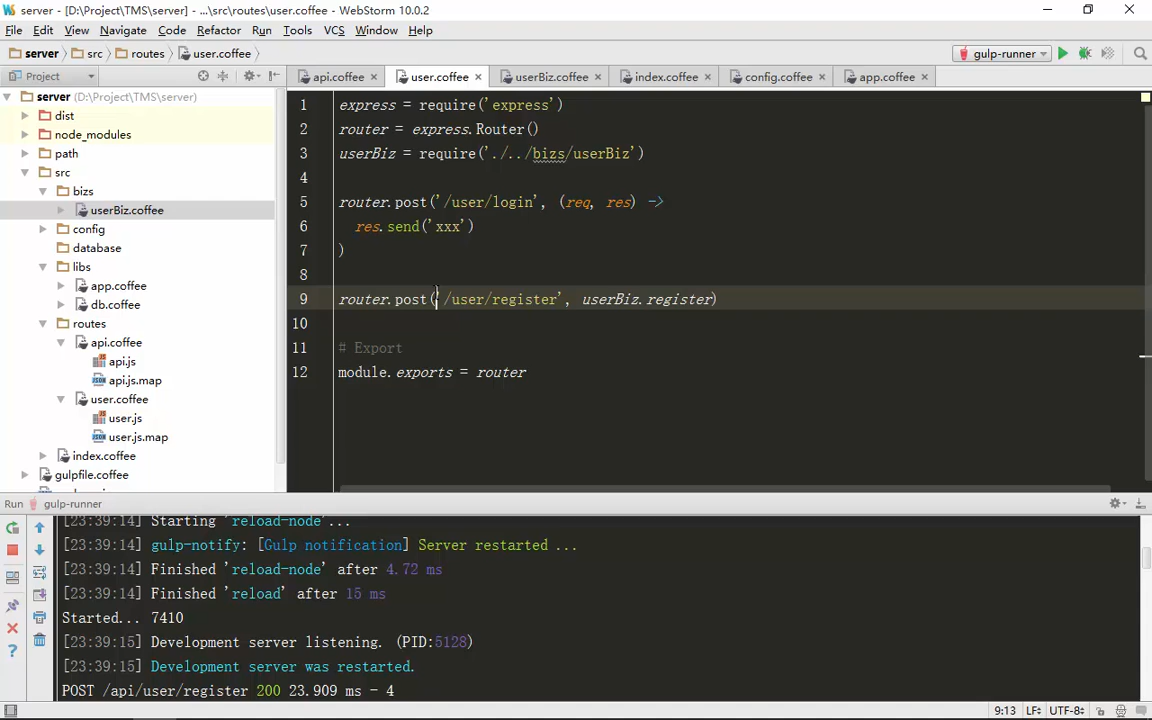 server - [D:\Project\TMS\server] - ...\src\routes\user.coffee - WebStorm 10.0.2
File Edit View Navigate Code Refactor Run Tools VCS Window Help
server src routes user.coffee gulp-runner
Project api.coffee user.coffee userBiz.coffee index.coffee config.coffee app.coffee
server (D:\Project\TMS\server)
dist
node_modules
path
src
bizs
userBiz.coffee
config
database
libs
app.coffee
db.coffee
routes
api.coffee
api.js
api.js.map
user.coffee
user.js
user.js.map
index.coffee
gulpfile.coffee
1 express = require('express')
2 router = express.Router()
3 userBiz = require('./../bizs/userBiz')
4
5 router.post('/user/login', (req, res) ->
6 res.send('xxx')
7 )
8
9 router.post('/user/register', userBiz.register)
10
11 # Export
12 module.exports = router
Run gulp-runner
[23:39:14] Starting 'reload-node'...
[23:39:14] gulp-notify: [Gulp notification] Server restarted ...
[23:39:14] Finished 'reload-node' after 4.72 ms
[23:39:14] Finished 'reload' after 15 ms
Started... 7410
[23:39:15] Development server listening. (PID:5128)
[23:39:15] Development server was restarted.
POST /api/user/register 200 23.909 ms - 4
9:13 LF UTF-8